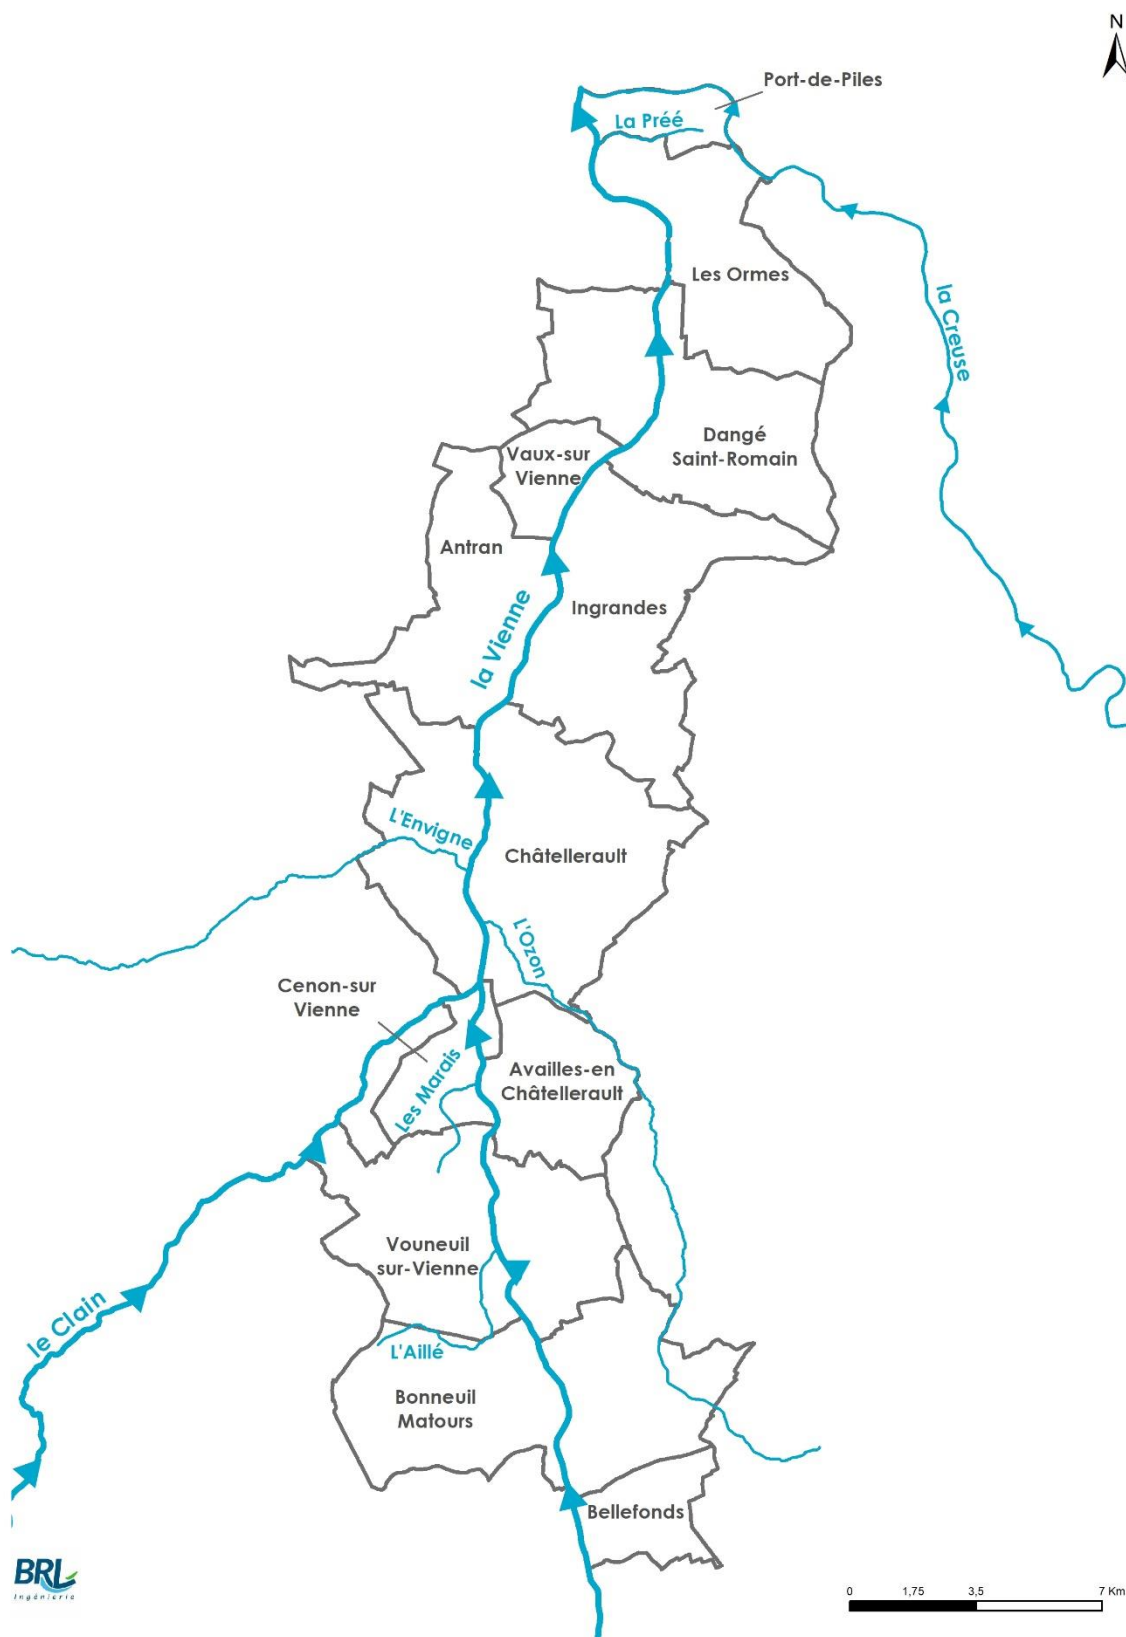 N
Port-de-Piles
La Préé
Les Ormes
la Creuse
Dangé
Saint-Romain
Vaux-sur
Vienne
Antran
Ingrandes
la Vienne
L'Envigne
Châtellerault
L'Ozon
Cenon-sur
Vienne
Les Marais
Availles-en
Châtellerault
Vouneuil
sur-Vienne
le Clain
L'Aillé
Bonneuil
Matours
Bellefonds
BRL
Ingénierie
0 1,75 3,5 7 Km